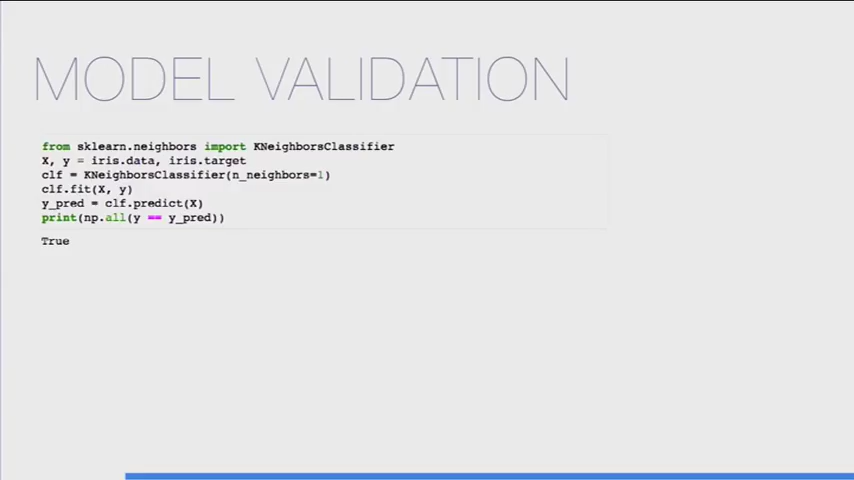 MODEL VALIDATION
from sklearn.neighbors import KNeighborsClassifier
X, y = iris.data, iris.target
clf = KNeighborsClassifier(n_neighbors=1)
clf.fit(X, y)
y_pred = clf.predict(X)
print(np.all(y == y_pred))
True